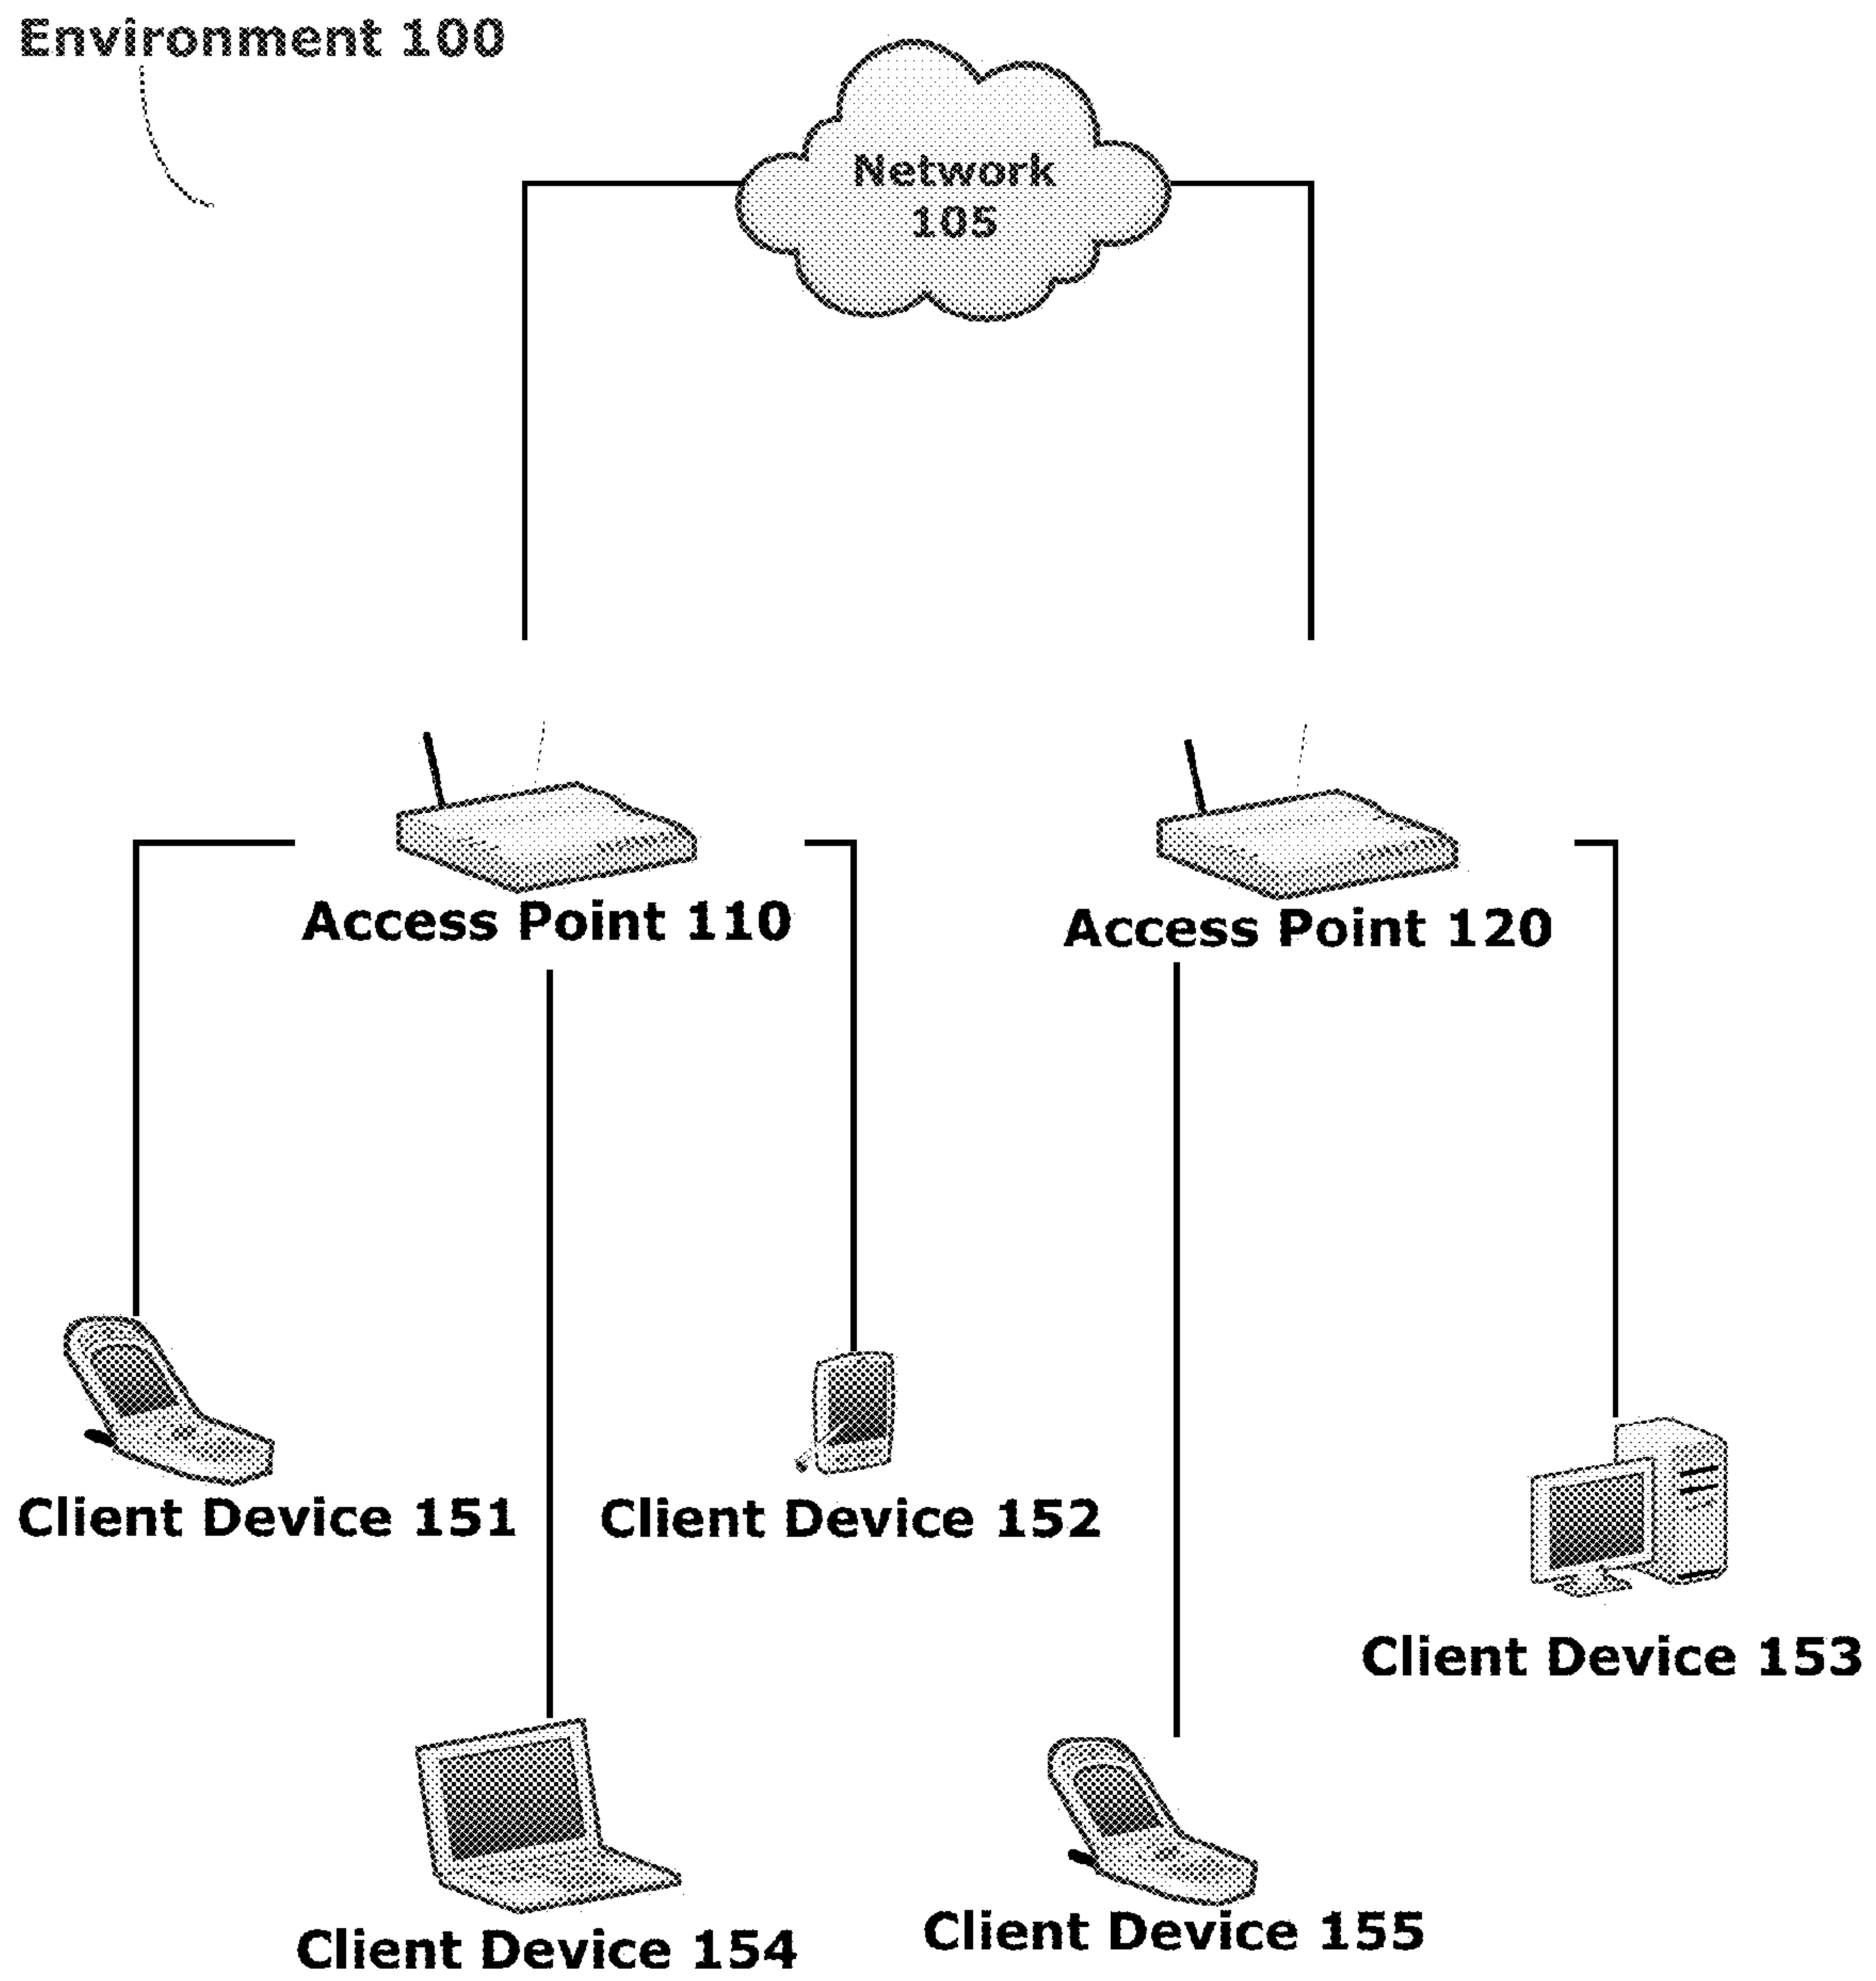 Environment 100
Network
105
Access Point 110
Access Point 120
Client Device 151
Client Device 152
Client Device 153
Client Device 154
Client Device 155